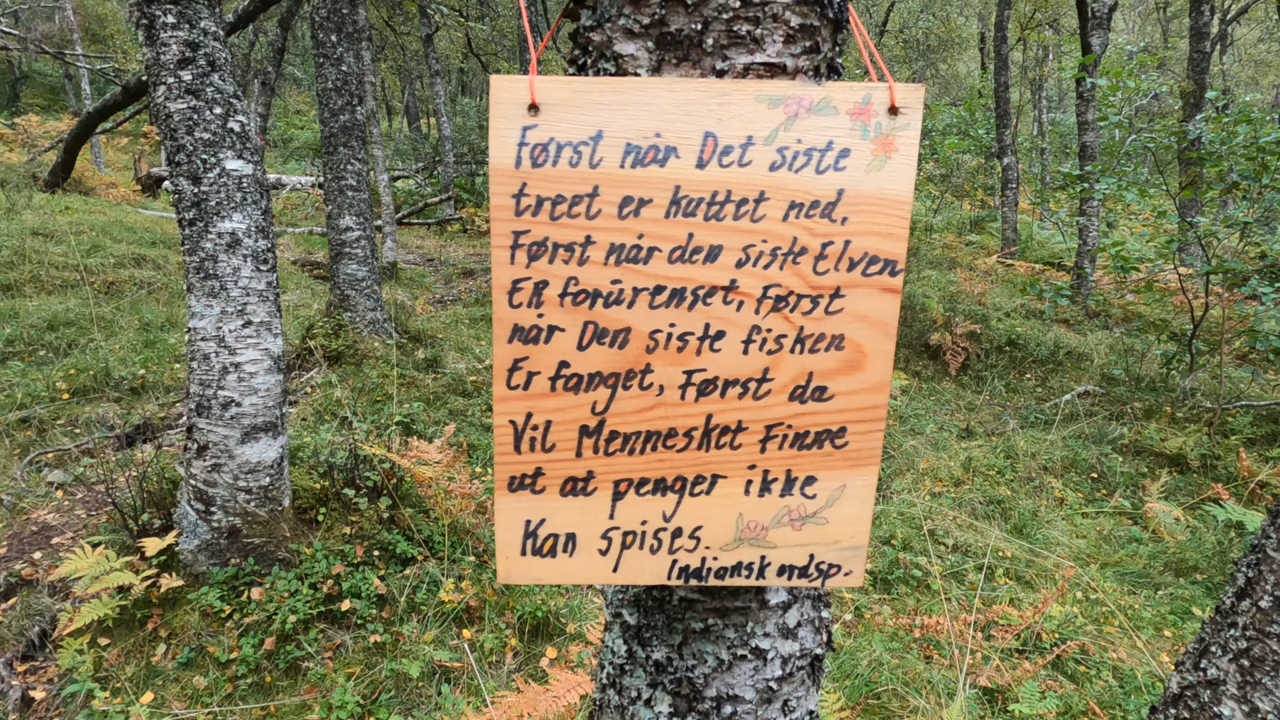 Først når Det siste
treet er kuttet ned,
Først når den siste Elven
ER forurenset, Først
når Den siste fisken
Er fanget, Først da
Vil Mennesket Finne
ut at penger ikke
Kan spises.
Indiansk ordsp.